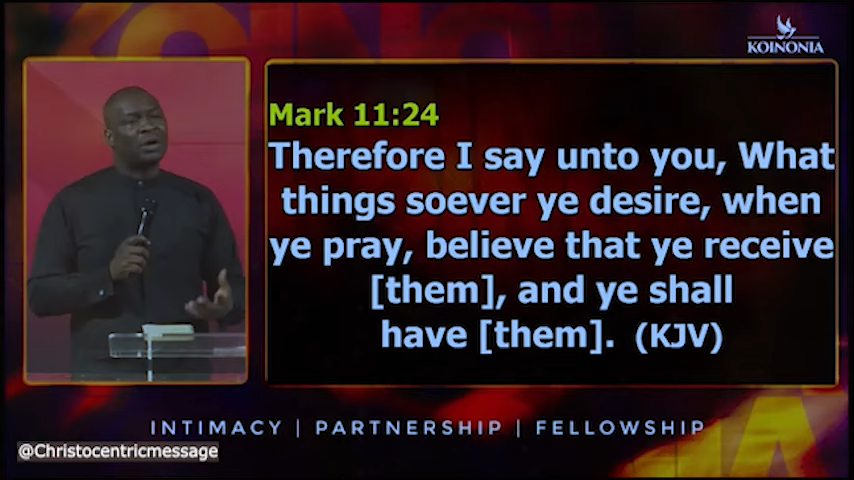 KOINONIA
Mark 11:24
Therefore I say unto you, What
things soever ye desire, when
ye pray, believe that ye receive
[them], and ye shall
have [them]. (KJV)
INTIMACY | PARTNERSHIP | FELLOWSHIP
@Christocentricmessage